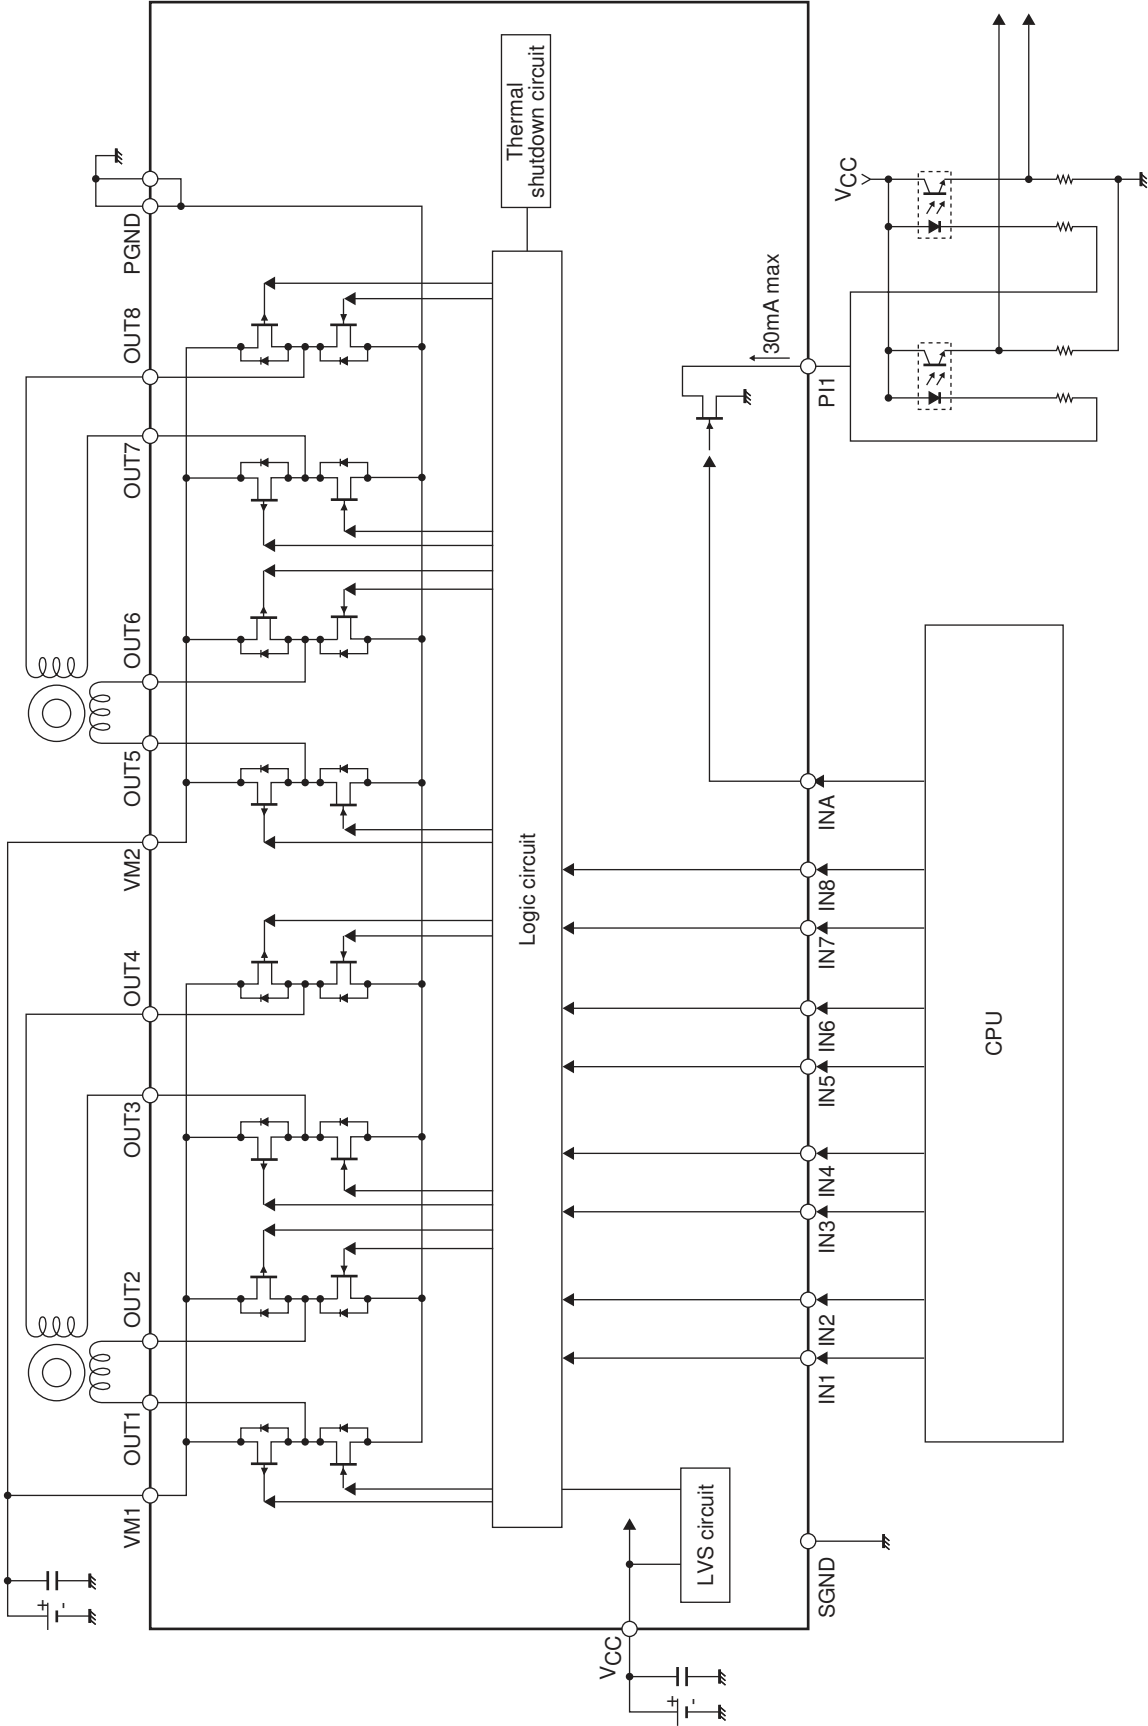 VM1
OUT1
OUT2
OUT3
OUT4
VM2
OUT5
OUT6
OUT7
OUT8
PGND
+
-
Logic circuit
Thermal
shutdown circuit
LVS circuit
VCC
+
-
SGND
IN1
IN2
IN3
IN4
IN5
IN6
IN7
IN8
INA
PI1
30mA max
VCC
CPU